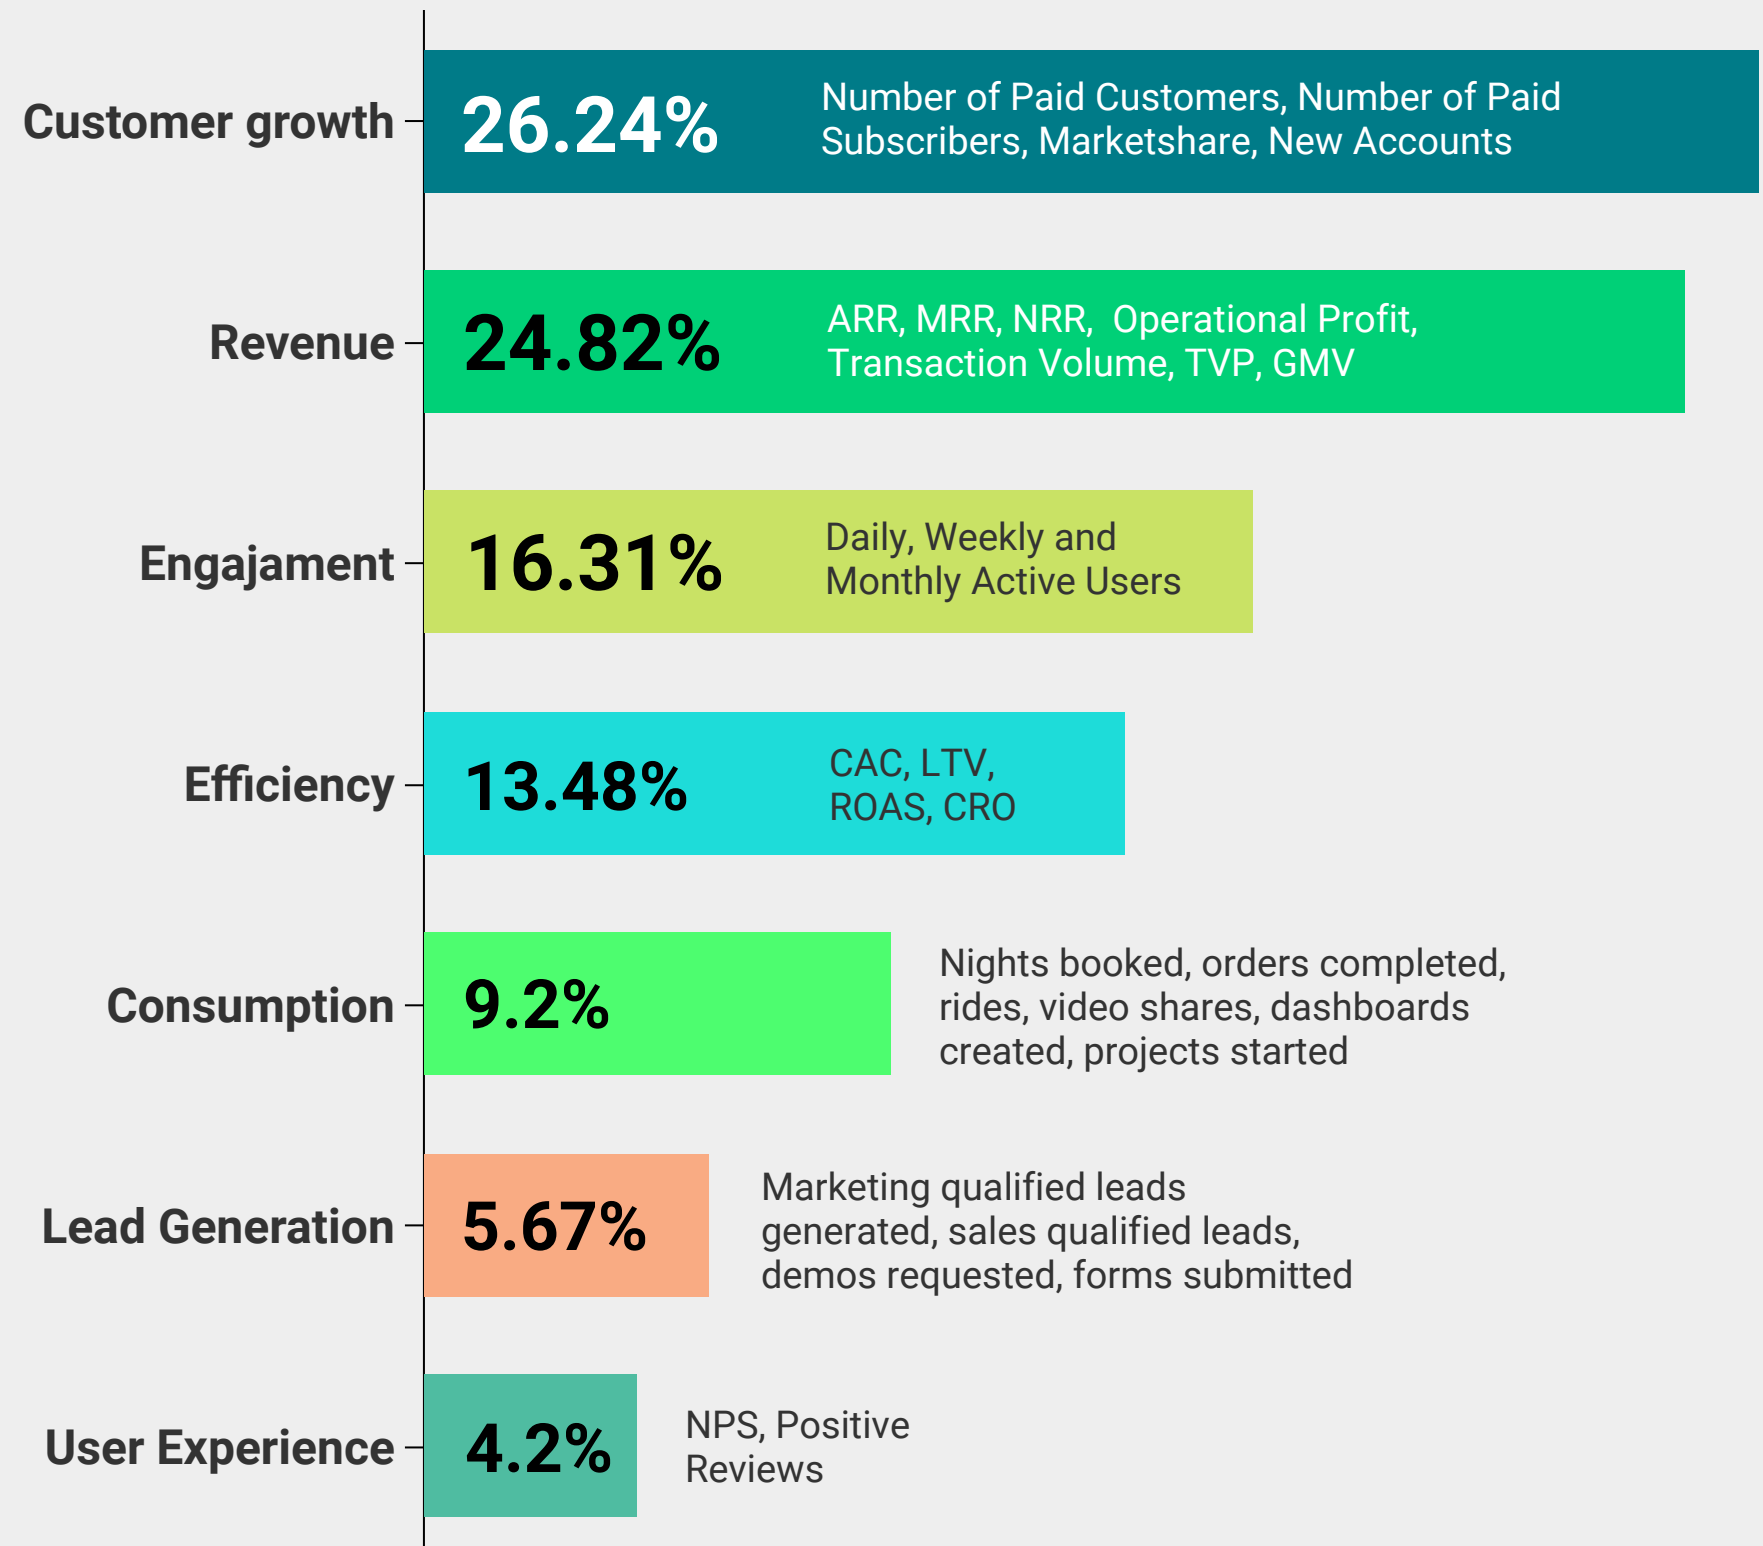 Customer growth
26.24%
Number of Paid Customers, Number of Paid
Subscribers, Marketshare, New Accounts
Revenue
24.82%
ARR, MRR, NRR,  Operational Profit,
Transaction Volume, TVP, GMV
Engajament
16.31%
Daily, Weekly and
Monthly Active Users
Efficiency
13.48%
CAC, LTV,
ROAS, CRO
Consumption
9.2%
Nights booked, orders completed,
rides, video shares, dashboards
created, projects started
Lead Generation
5.67%
Marketing qualified leads
generated, sales qualified leads,
demos requested, forms submitted
User Experience
4.2%
NPS, Positive
Reviews